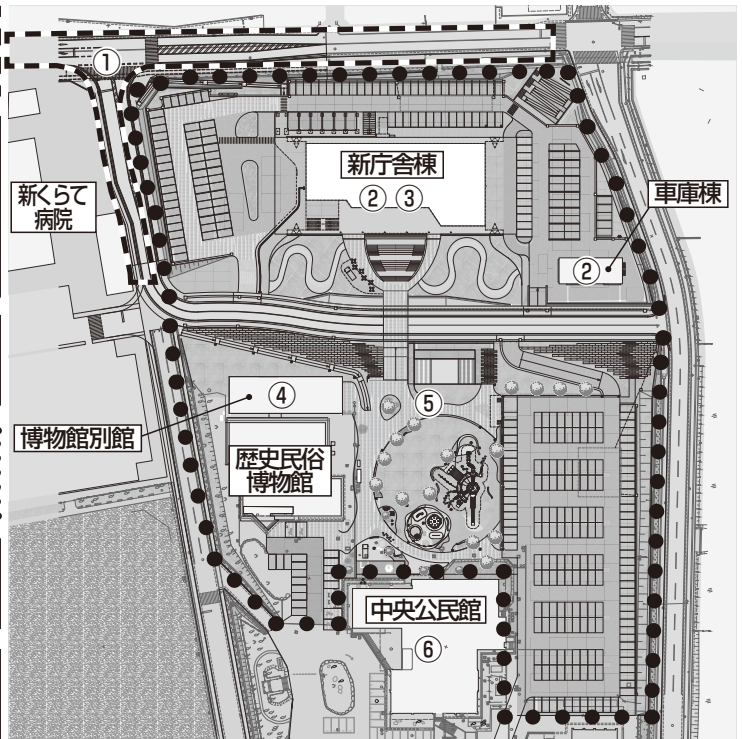 ①
新庁舎棟
② ③
新くらて
病院
車庫棟
②
④
⑤
博物館別館
歴史民俗
博物館
中央公民館
⑥